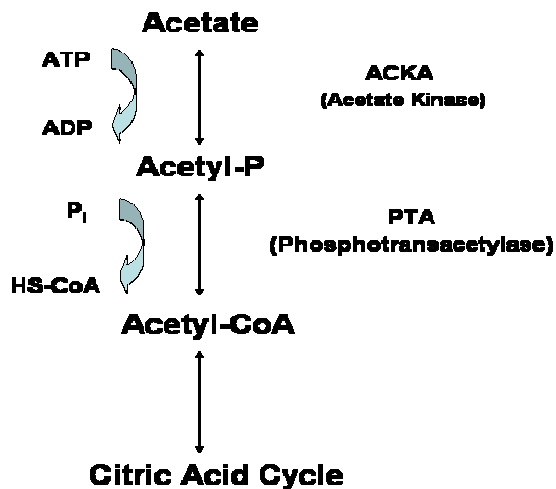 Acetate
ATP
ACKA
(Acetate Kinase)
ADP
Acetyl-P
Pi
PTA
(Phosphotransacetylase)
HS-CoA
Acetyl-CoA
Citric Acid Cycle